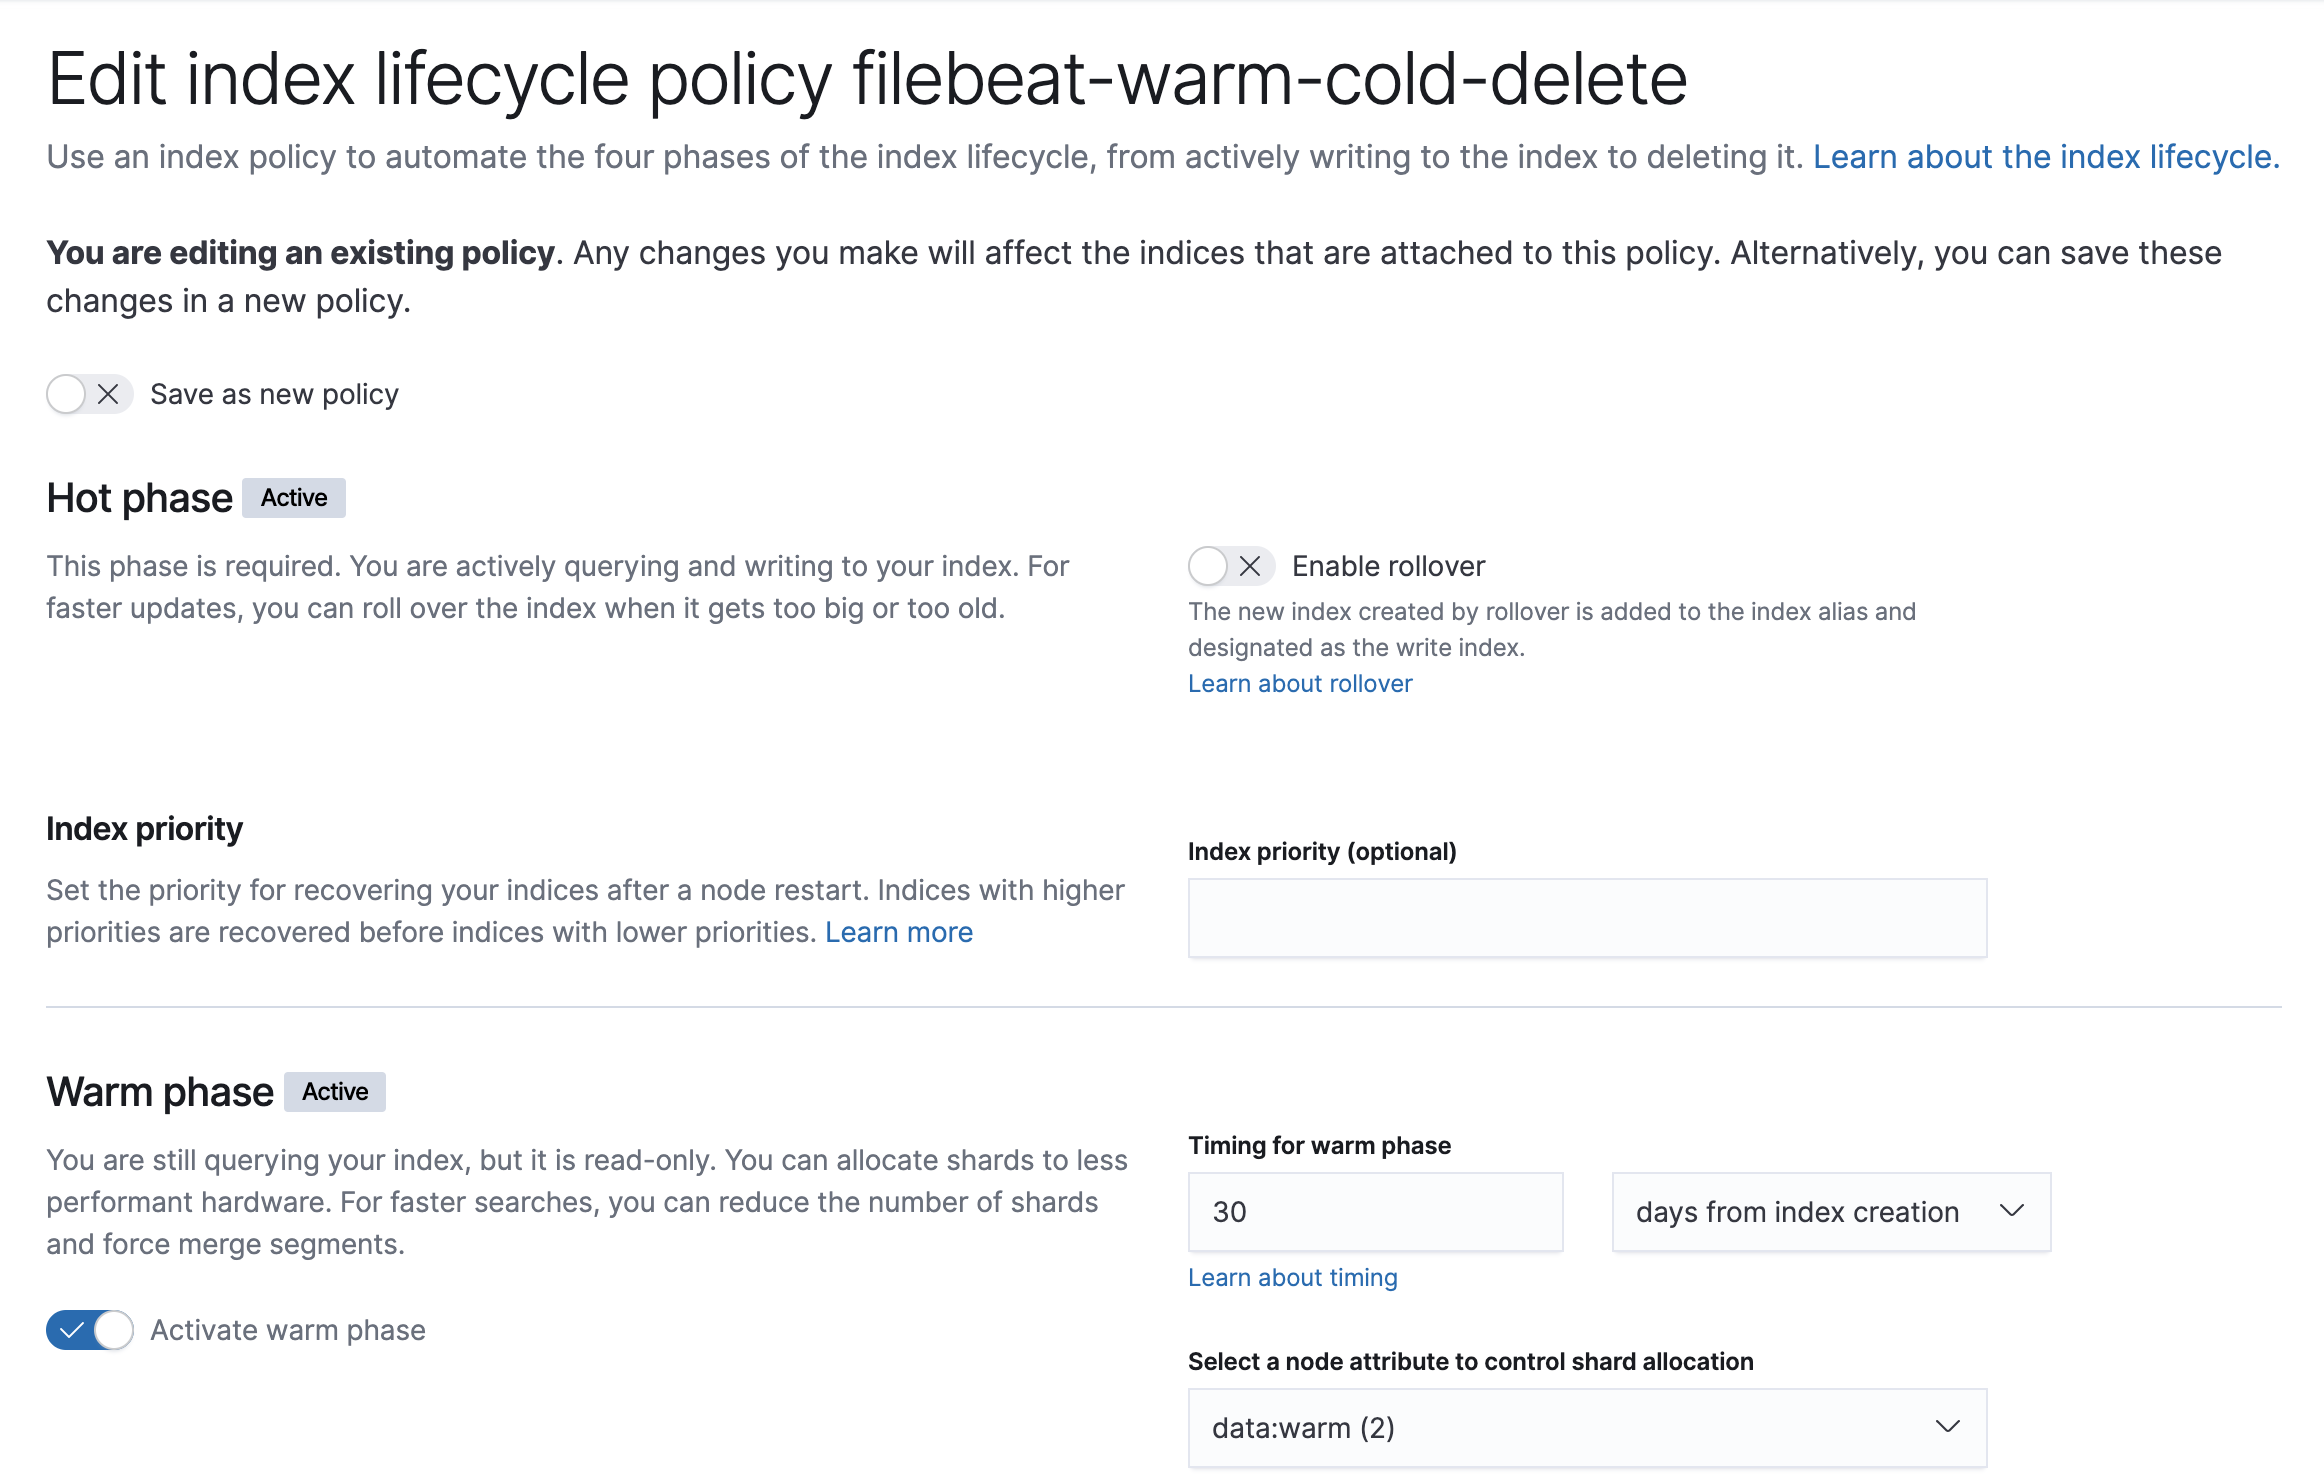 Edit index lifecycle policy filebeat-warm-cold-delete
Use an index policy to automate the four phases of the index lifecycle, from actively writing to the index to deleting it. Learn about the index lifecycle.
You are editing an existing policy. Any changes you make will affect the indices that are attached to this policy. Alternatively, you can save these
changes in a new policy.
Save as new policy
Hot phase Active
This phase is required. You are actively querying and writing to your index. For
faster updates, you can roll over the index when it gets too big or too old.
Enable rollover
The new index created by rollover is added to the index alias and
designated as the write index.
Learn about rollover
Index priority
Set the priority for recovering your indices after a node restart. Indices with higher
priorities are recovered before indices with lower priorities. Learn more
Index priority (optional)
Warm phase Active
You are still querying your index, but it is read-only. You can allocate shards to less
performant hardware. For faster searches, you can reduce the number of shards
and force merge segments.
Activate warm phase
Timing for warm phase
30
days from index creation
Learn about timing
Select a node attribute to control shard allocation
data:warm (2)